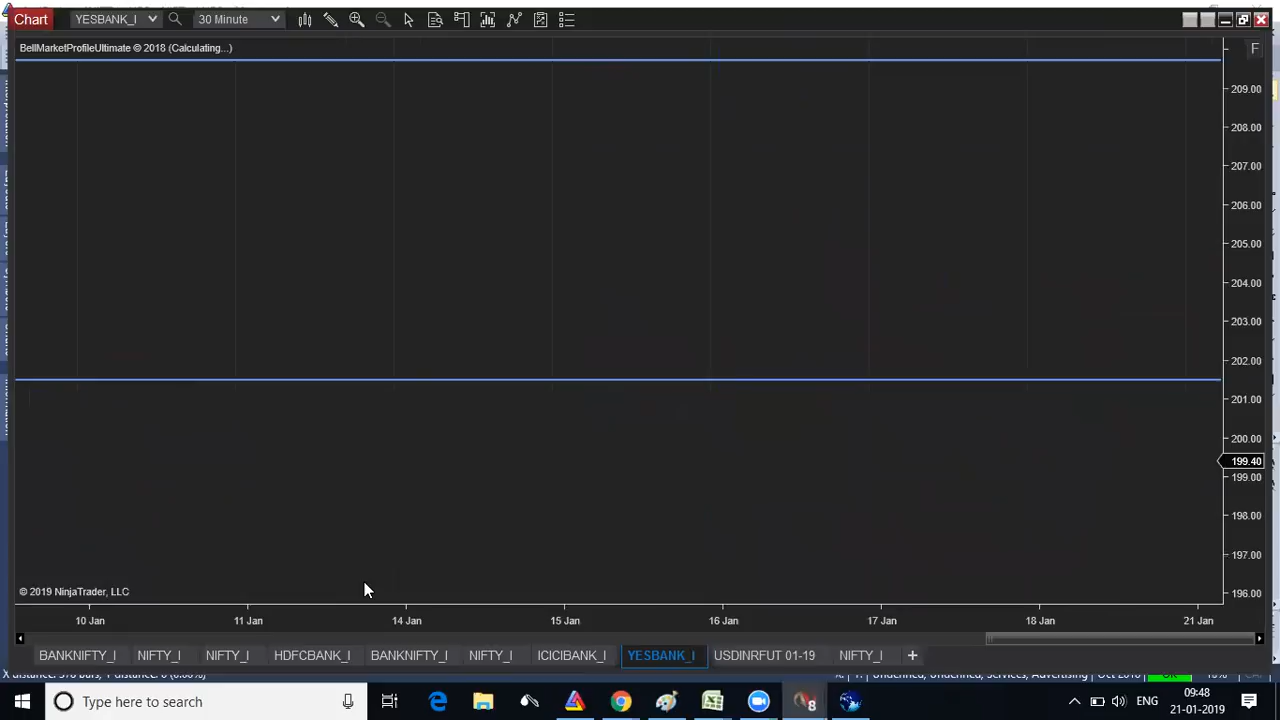 Chart YESBANK_I 30 Minute
BellMarketProfileUltimate © 2018 (Calculating...)
F
209.00
208.00
207.00
206.00
205.00
204.00
203.00
202.00
201.00
200.00
199.40
199.00
198.00
197.00
196.00
© 2019 NinjaTrader, LLC
10 Jan 11 Jan 14 Jan 15 Jan 16 Jan 17 Jan 18 Jan 21 Jan
BANKNIFTY_I NIFTY_I NIFTY_I HDFCBANK_I BANKNIFTY_I NIFTY_I ICICIBANK_I YESBANK_I USDINRFUT 01-19 NIFTY_I +
Type here to search
8
ENG
09:48
21-01-2019